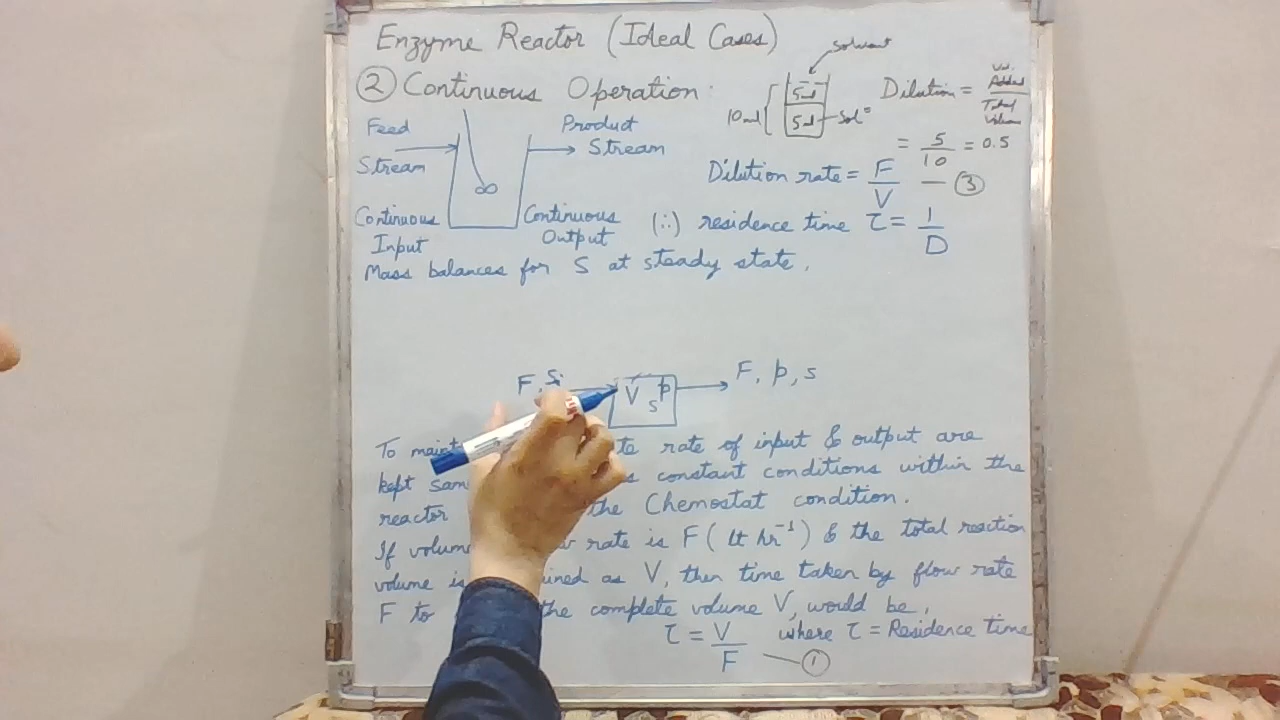 Enzyme Reactor (Ideal Cases)
② Continuous Operation:
solvent
5ml
10ml
5ml
sol°
Dilution = Vol. Added / Total Volume
= 5/10 = 0.5
Feed
Stream
Product
Stream
Continuous
Input
Continuous
Output
Dilution rate = F/V — ③
(∴) residence time τ = 1/D
Mass balances for S at steady state,
F, Si
V s p
F, p, s
To te rate of input & output are
kept constant conditions within the
reactor the Chemostat condition.
If rate is F (lt hr⁻¹) & the total reaction
volume is as V, then time taken by flow rate
F to the complete volume V, would be,
τ = V/F where τ = Residence time
— ①